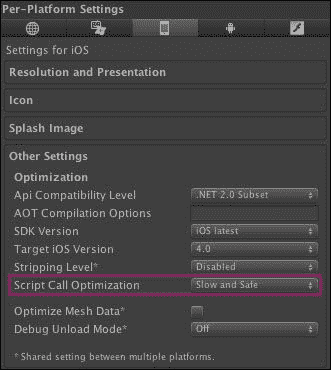 Per-Platform Settings
Settings for iOS
Resolution and Presentation
Icon
Splash Image
Other Settings
Optimization
Api Compatibility Level .NET 2.0 Subset
AOT Compilation Options
SDK Version iOS latest
Target iOS Version 4.0
Stripping Level* Disabled
Script Call Optimization Slow and Safe
Optimize Mesh Data*
Debug Unload Mode* Off
* Shared setting between multiple platforms.